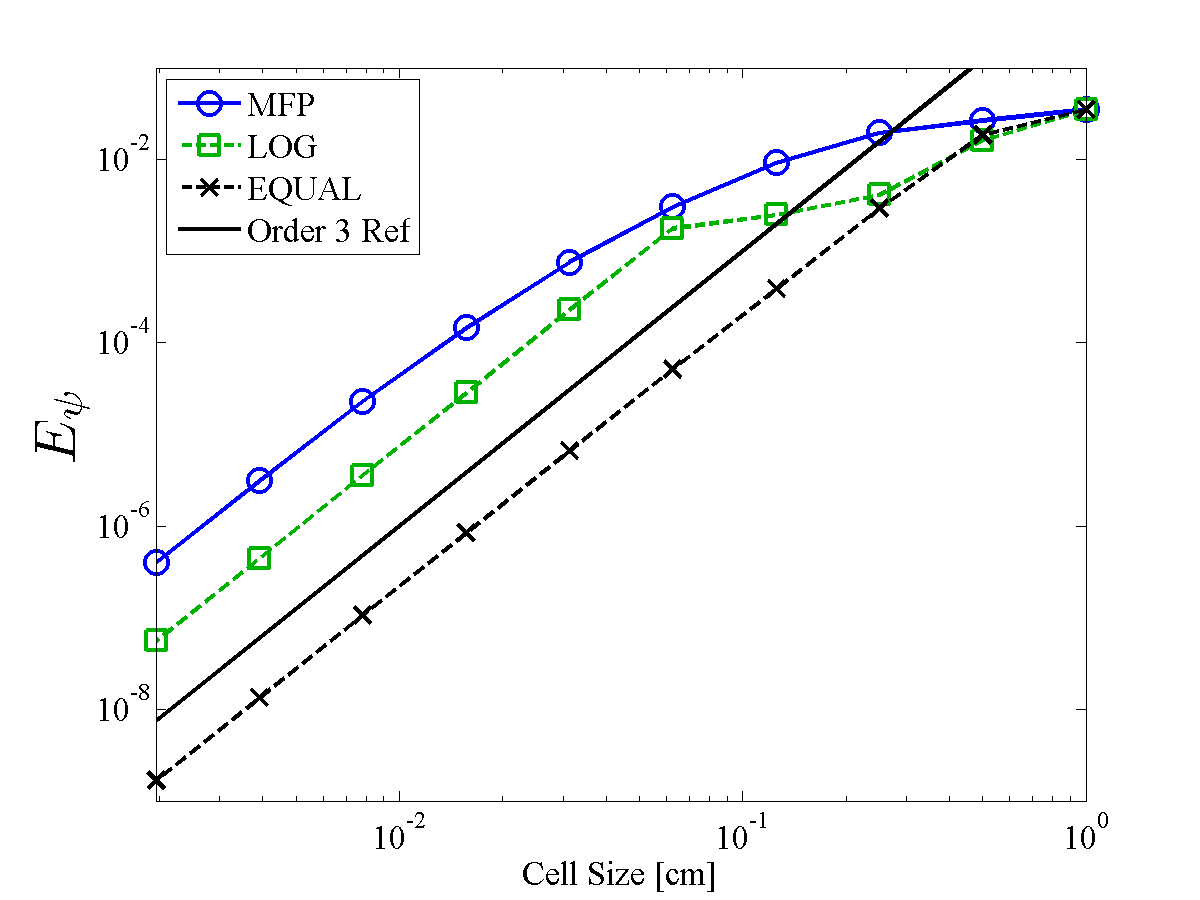 MFP
LOG
EQUAL
Order 3 Ref
10^-2
10^-4
10^-6
10^-8
E_ψ
10^-2
10^-1
10^0
Cell Size [cm]